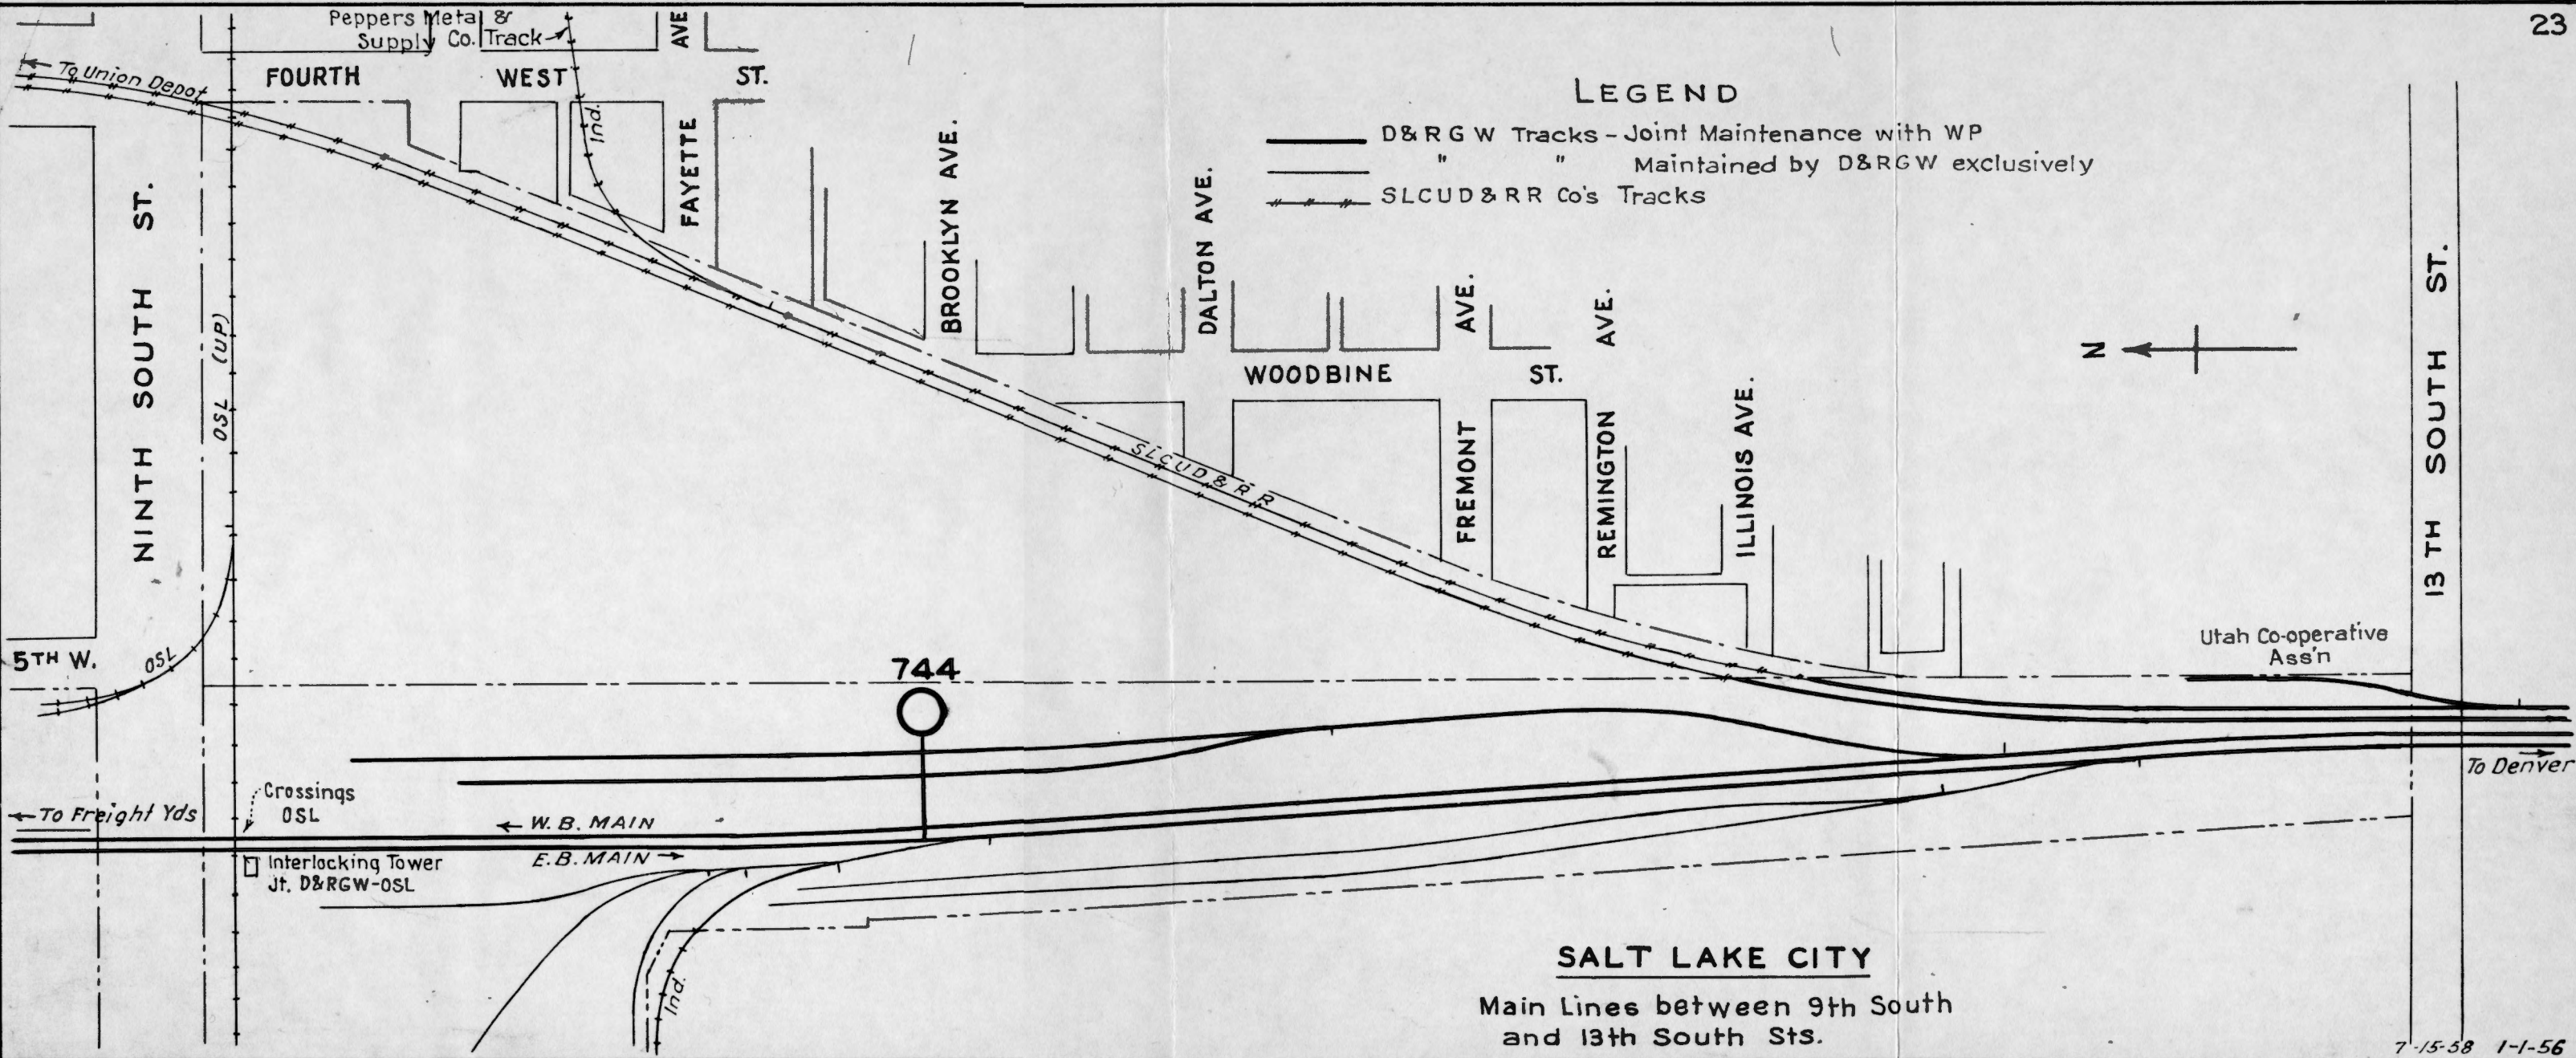 23
Peppers Metal &
Supply Co. Track
AVE
To Union Depot
FOURTH WEST ST.
Ind.
FAYETTE
NINTH SOUTH ST.
OSL (UP)
BROOKLYN AVE.
LEGEND
D&RGW Tracks - Joint Maintenance with WP
" " Maintained by D&RGW exclusively
SLCUD&RR Co's Tracks
DALTON AVE.
WOODBINE ST.
FREMONT AVE.
REMINGTON AVE.
ILLINOIS AVE.
N
13TH SOUTH ST.
SLCUD&RR
5TH W.
OSL
744
Utah Co-operative
Ass'n
To Denver
To Freight Yds
Crossings
OSL
W.B. MAIN
E.B. MAIN
Interlocking Tower
Jt. D&RGW-OSL
Ind.
SALT LAKE CITY
Main Lines between 9th South
and 13th South Sts.
7-15-58 1-1-56